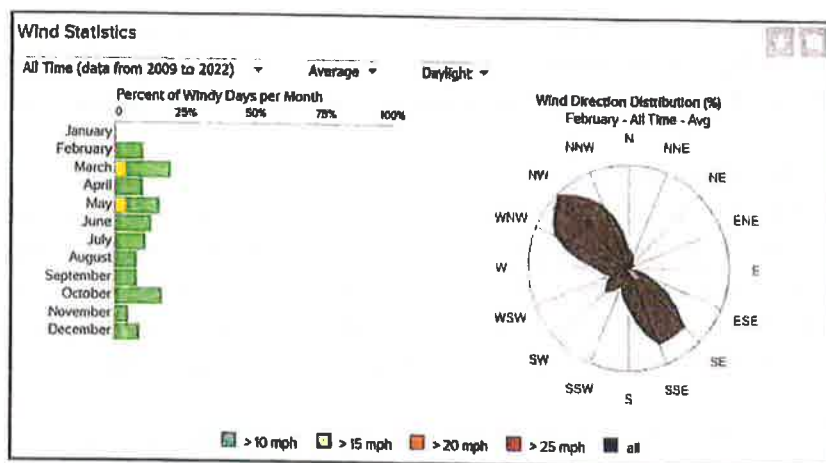 Wind Statistics
All Time (data from 2009 to 2022)
Average
Daylight
Percent of Windy Days per Month
0 25% 50% 75% 100%
January
February
March
April
May
June
July
August
September
October
November
December
Wind Direction Distribution (%)
February - All Time - Avg
N
NNW NNE
NW NE
WNW ENE
W E
WSW ESE
SW SE
SSW SSE
S
> 10 mph > 15 mph > 20 mph > 25 mph all